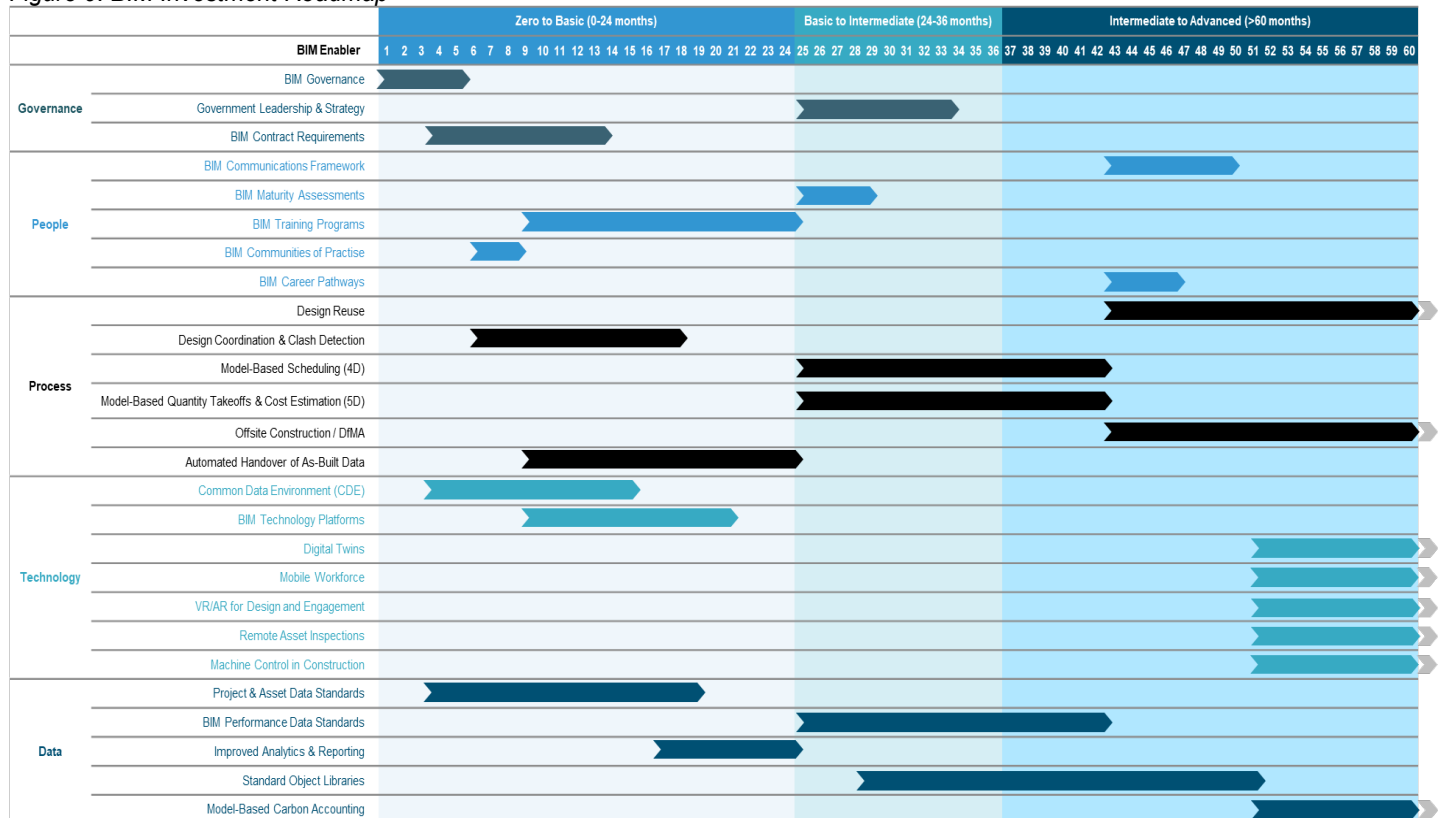 Figure 3: BIM Investment Roadmap
Zero to Basic (0-24 months) Basic to Intermediate (24-36 months) Intermediate to Advanced (>60 months)
BIM Enabler 1 2 3 4 5 6 7 8 9 10 11 12 13 14 15 16 17 18 19 20 21 22 23 24 25 26 27 28 29 30 31 32 33 34 35 36 37 38 39 40 41 42 43 44 45 46 47 48 49 50 51 52 53 54 55 56 57 58 59 60
BIM Governance
Governance Government Leadership & Strategy
BIM Contract Requirements
BIM Communications Framework
BIM Maturity Assessments
People BIM Training Programs
BIM Communities of Practise
BIM Career Pathways
Design Reuse
Design Coordination & Clash Detection
Model-Based Scheduling (4D)
Process
Model-Based Quantity Takeoffs & Cost Estimation (5D)
Offsite Construction / DfMA
Automated Handover of As-Built Data
Common Data Environment (CDE)
BIM Technology Platforms
Digital Twins
Technology Mobile Workforce
VR/AR for Design and Engagement
Remote Asset Inspections
Machine Control in Construction
Project & Asset Data Standards
BIM Performance Data Standards
Data Improved Analytics & Reporting
Standard Object Libraries
Model-Based Carbon Accounting